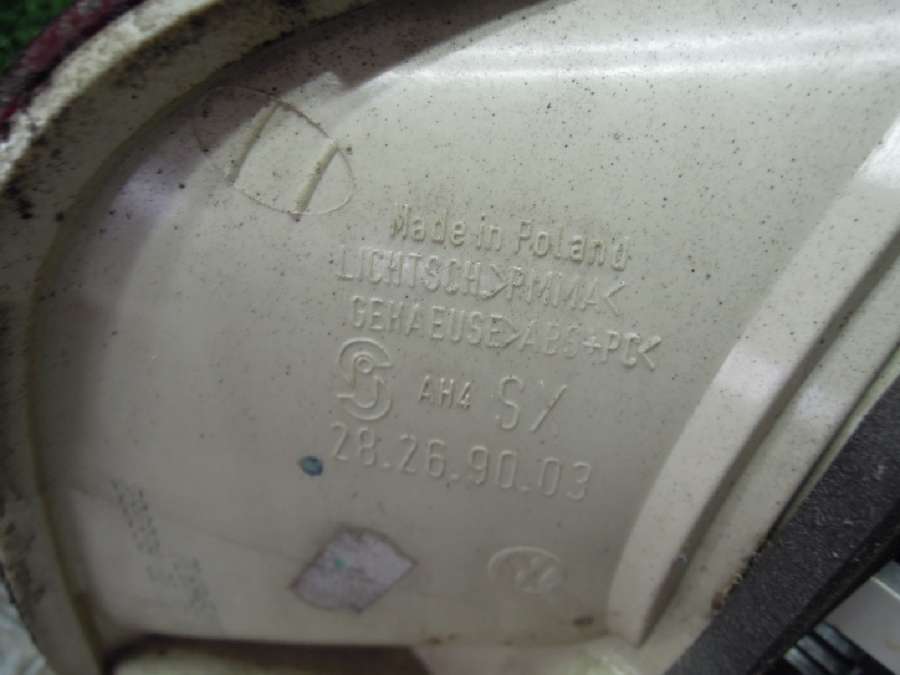 Made in Poland
LICHTSCH>PMMA<
GEHAEUSE>ABS+PC<
AH4 SX
28.26.90.03